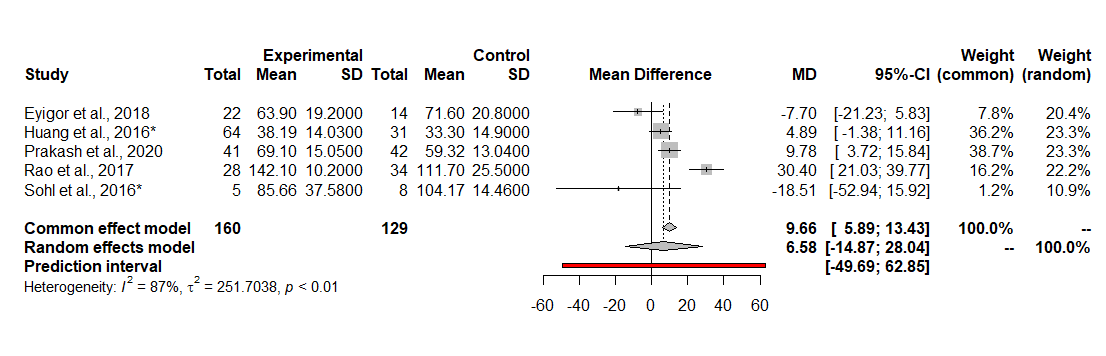 Experimental Control Weight Weight
Study Total Mean SD Total Mean SD Mean Difference MD 95%-CI (common) (random)
Eyigor et al., 2018 22 63.90 19.2000 14 71.60 20.8000 -7.70 [-21.23; 5.83] 7.8% 20.4%
Huang et al., 2016* 64 38.19 14.0300 31 33.30 14.9000 4.89 [ -1.38; 11.16] 36.2% 23.3%
Prakash et al., 2020 41 69.10 15.0500 42 59.32 13.0400 9.78 [ 3.72; 15.84] 38.7% 23.3%
Rao et al., 2017 28 142.10 10.2000 34 111.70 25.5000 30.40 [ 21.03; 39.77] 16.2% 22.2%
Sohl et al., 2016* 5 85.66 37.5800 8 104.17 14.4600 -18.51 [-52.94; 15.92] 1.2% 10.9%
Common effect model 160 129 9.66 [ 5.89; 13.43] 100.0% --
Random effects model 6.58 [-14.87; 28.04] -- 100.0%
Prediction interval [-49.69; 62.85]
Heterogeneity: I² = 87%, τ² = 251.7038, p < 0.01
-60 -40 -20 0 20 40 60